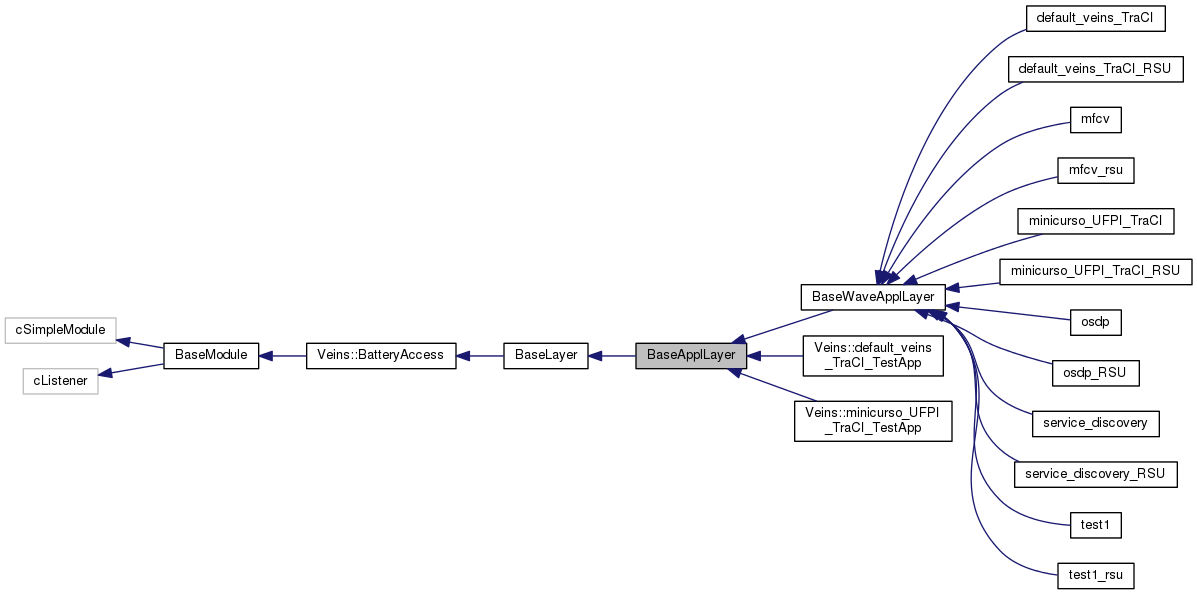 default_veins_TraCI
default_veins_TraCI_RSU
mfcv
mfcv_rsu
minicurso_UFPI_TraCI
minicurso_UFPI_TraCI_RSU
BaseWaveApplLayer
osdp
cSimpleModule
BaseModule
Veins::BatteryAccess
BaseLayer
BaseApplLayer
Veins::default_veins
_TraCI_TestApp
cListener
osdp_RSU
Veins::minicurso_UFPI
_TraCI_TestApp
service_discovery
service_discovery_RSU
test1
test1_rsu